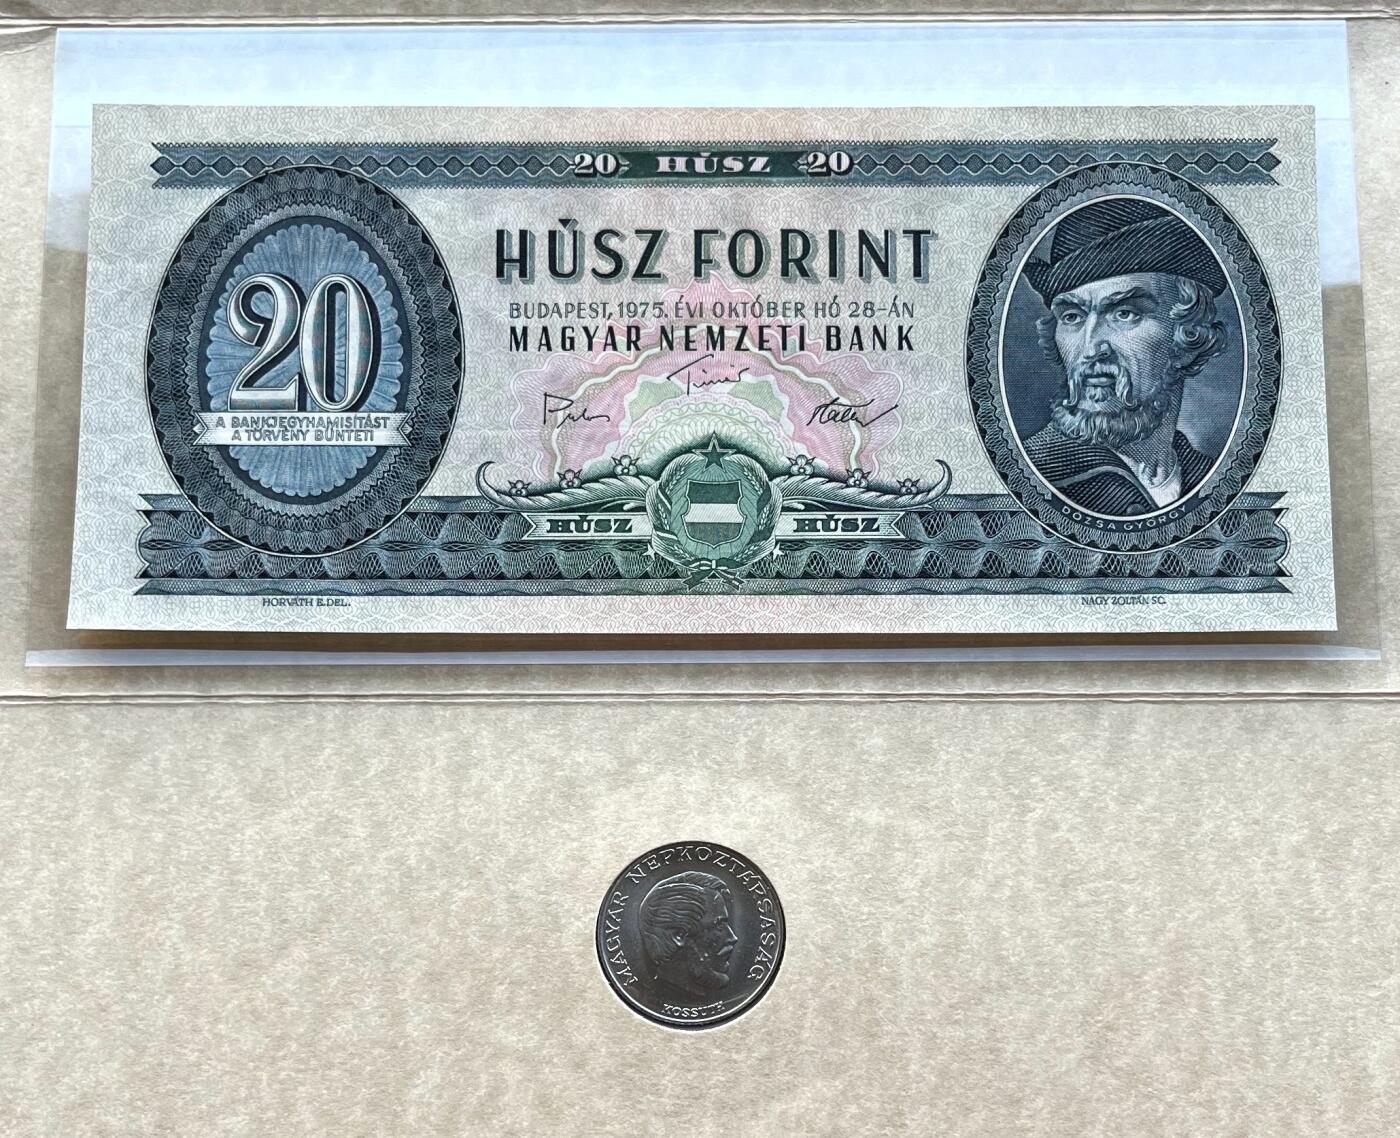 20 HÚSZ 20
HÚSZ FORINT
BUDAPEST, 1975. ÉVI OKTÓBER HÓ 28-ÁN
MAGYAR NEMZETI BANK
20
A BANKJEGYHAMISÍTÁST
A TÖRVÉNY BÜNTETI
HÚSZ HÚSZ
DÓZSA GYÖRGY
HORVÁTH E. DEL.
NAGY ZOLTÁN SC.
MAGYAR NÉPKÖZTÁRSASÁG
KOSSUTH